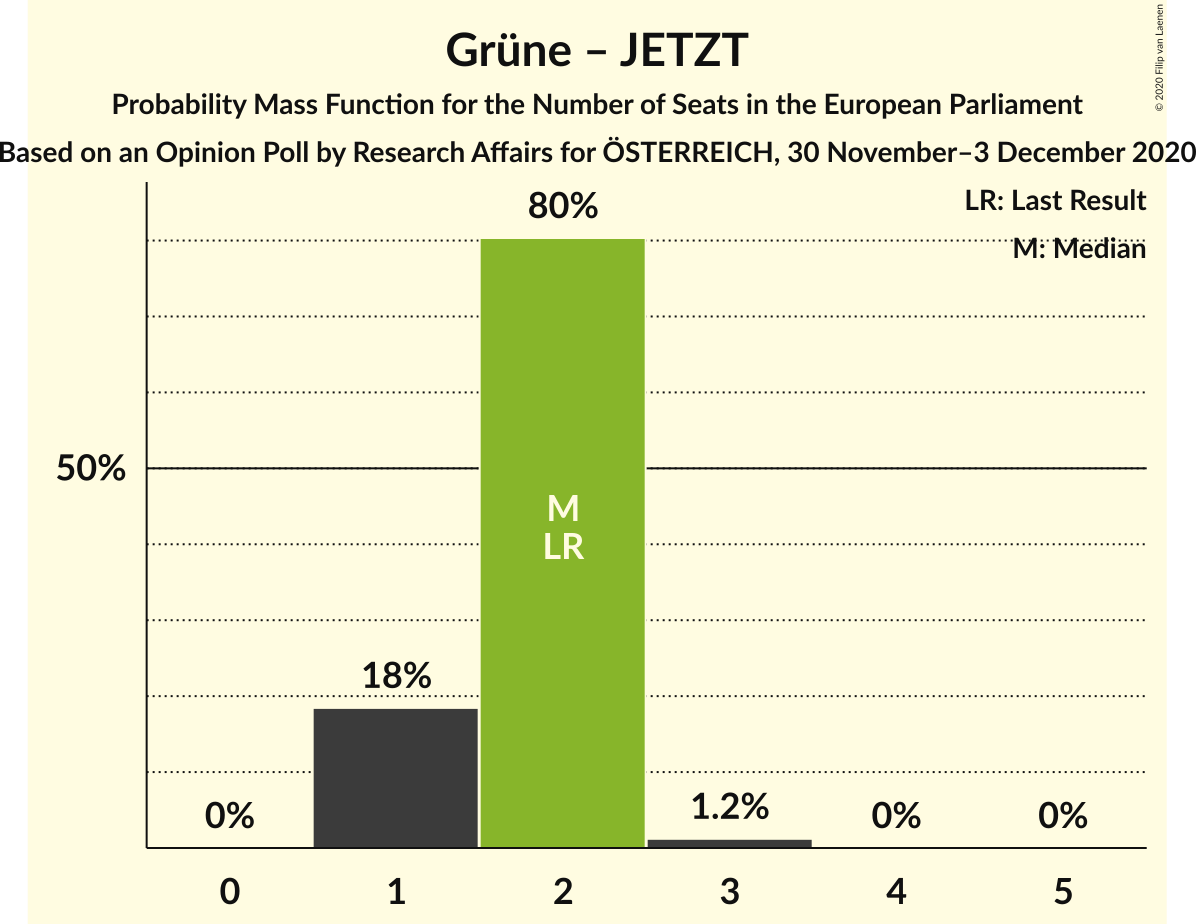 Grüne – JETZT
Probability Mass Function for the Number of Seats in the European Parliament
Based on an Opinion Poll by Research Affairs for ÖSTERREICH, 30 November–3 December 2020
© 2020 Filip van Laenen
LR: Last Result
M: Median
80%
50%
M
LR
18%
0%
1.2%
0%
0%
0
1
2
3
4
5